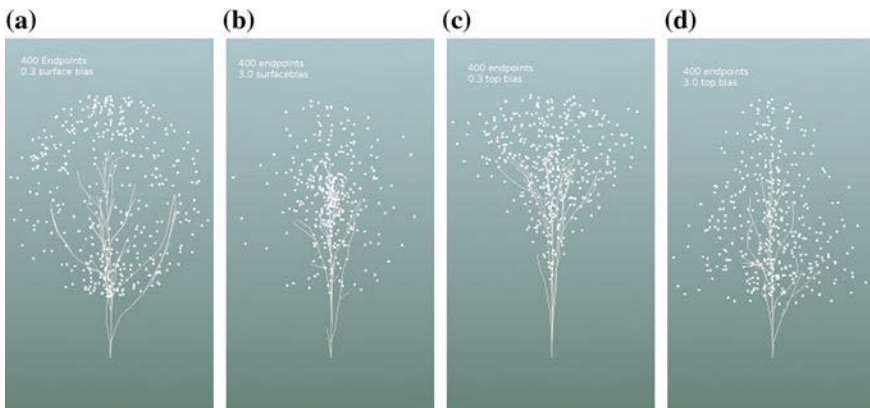 (a)
(b)
(c)
(d)
400 Endpoints
0.3 surface bias
400 endpoints
3.0 surfacebias
400 endpoints
0.3 top bias
400 endpoints
3.0 top bias